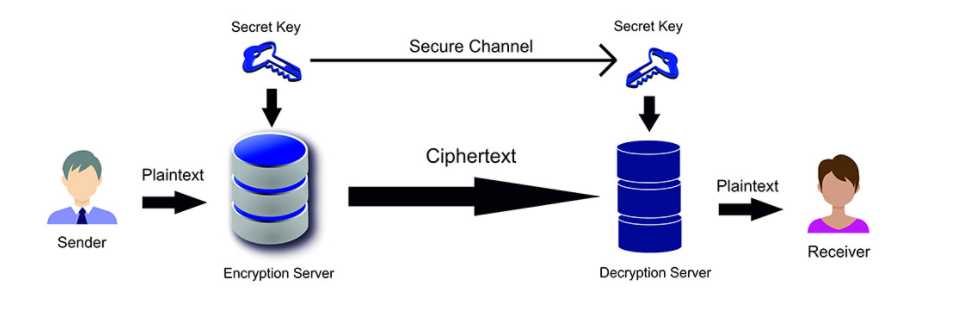 Secret Key
Secret Key
Secure Channel
Ciphertext
Plaintext
Plaintext
Sender
Receiver
Encryption Server
Decryption Server